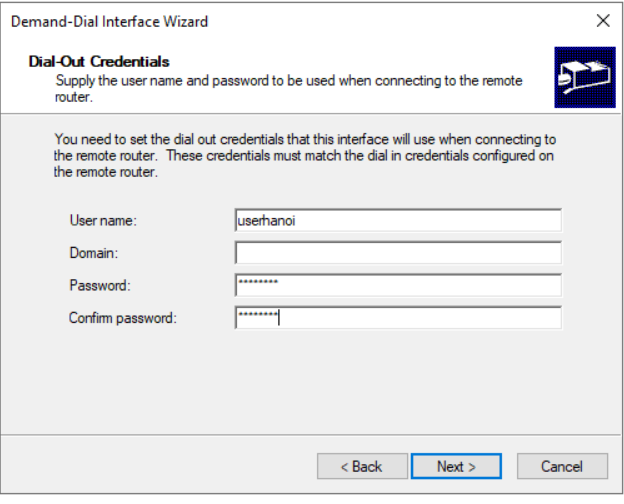 Demand-Dial Interface Wizard
Dial-Out Credentials
Supply the user name and password to be used when connecting to the remote
router.
You need to set the dial out credentials that this interface will use when connecting to
the remote router.  These credentials must match the dial in credentials configured on
the remote router.
User name: userhanoi
Domain:
Password: ********
Confirm password: ********
< Back Next > Cancel